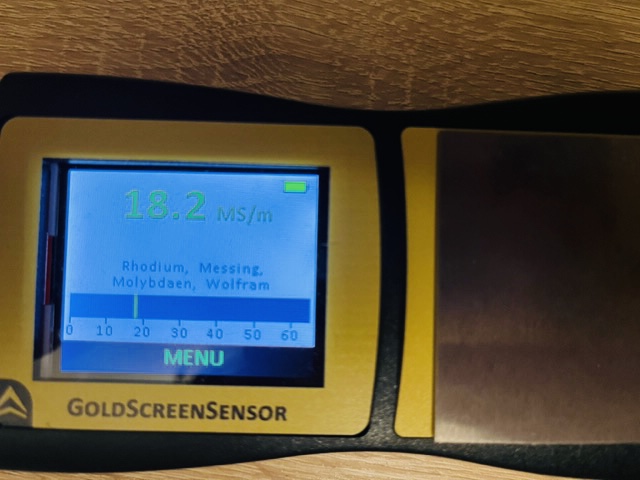 18.2 MS/m
Rhodium, Messing,
Molybdaen, Wolfram
0 10 20 30 40 50 60
MENU
GOLDSCREENSENSOR